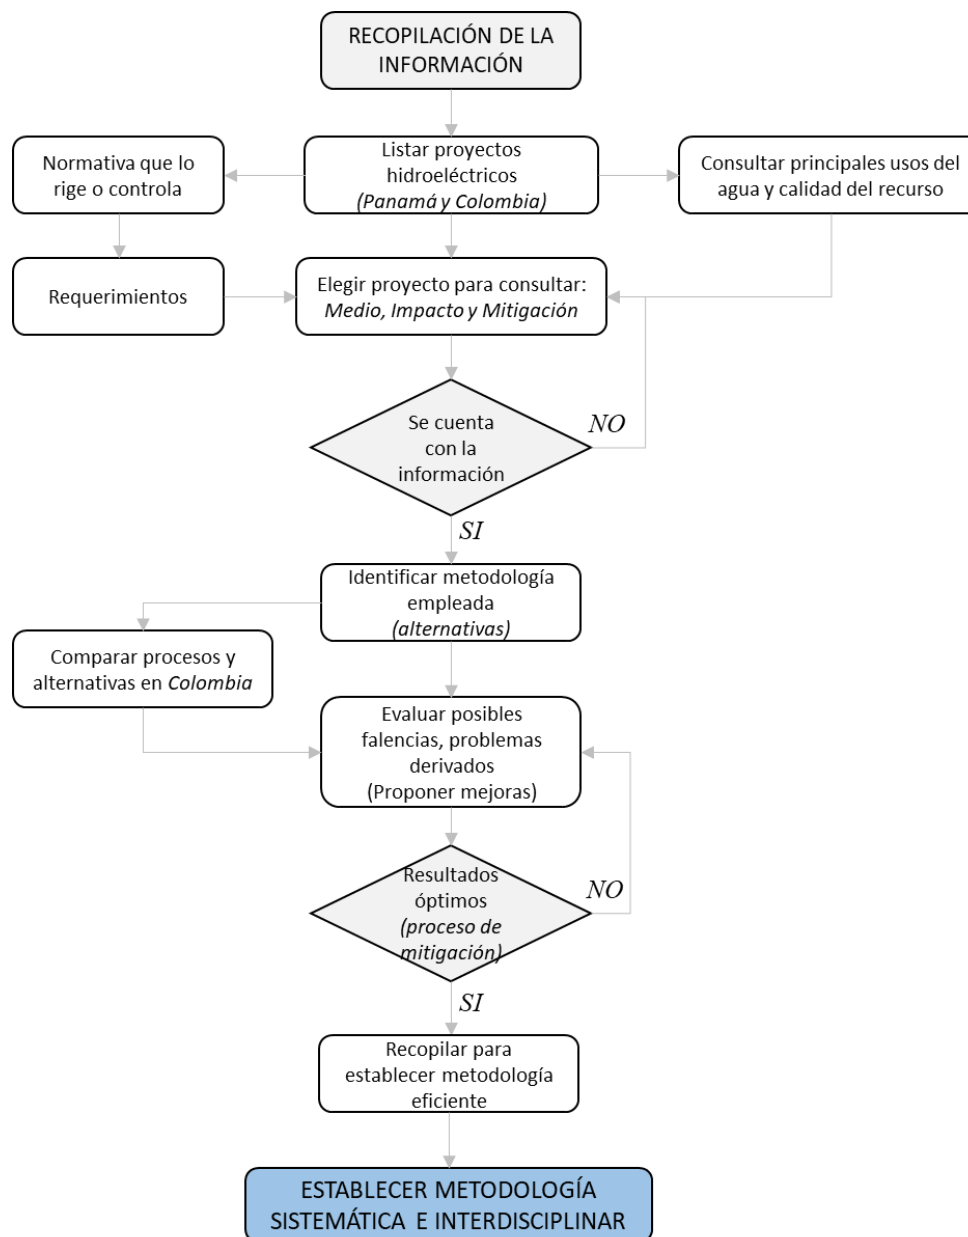 RECOPILACIÓN DE LA
INFORMACIÓN
Normativa que lo
rige o controla
Listar proyectos
hidroeléctricos
(Panamá y Colombia)
Consultar principales usos del
agua y calidad del recurso
Requerimientos
Elegir proyecto para consultar:
Medio, Impacto y Mitigación
Se cuenta
con la
información
NO
SI
Identificar metodología
empleada
(alternativas)
Comparar procesos y
alternativas en Colombia
Evaluar posibles
falencias, problemas
derivados
(Proponer mejoras)
Resultados
óptimos
(proceso de
mitigación)
NO
SI
Recopilar para
establecer metodología
eficiente
ESTABLECER METODOLOGÍA
SISTEMÁTICA E INTERDISCIPLINAR